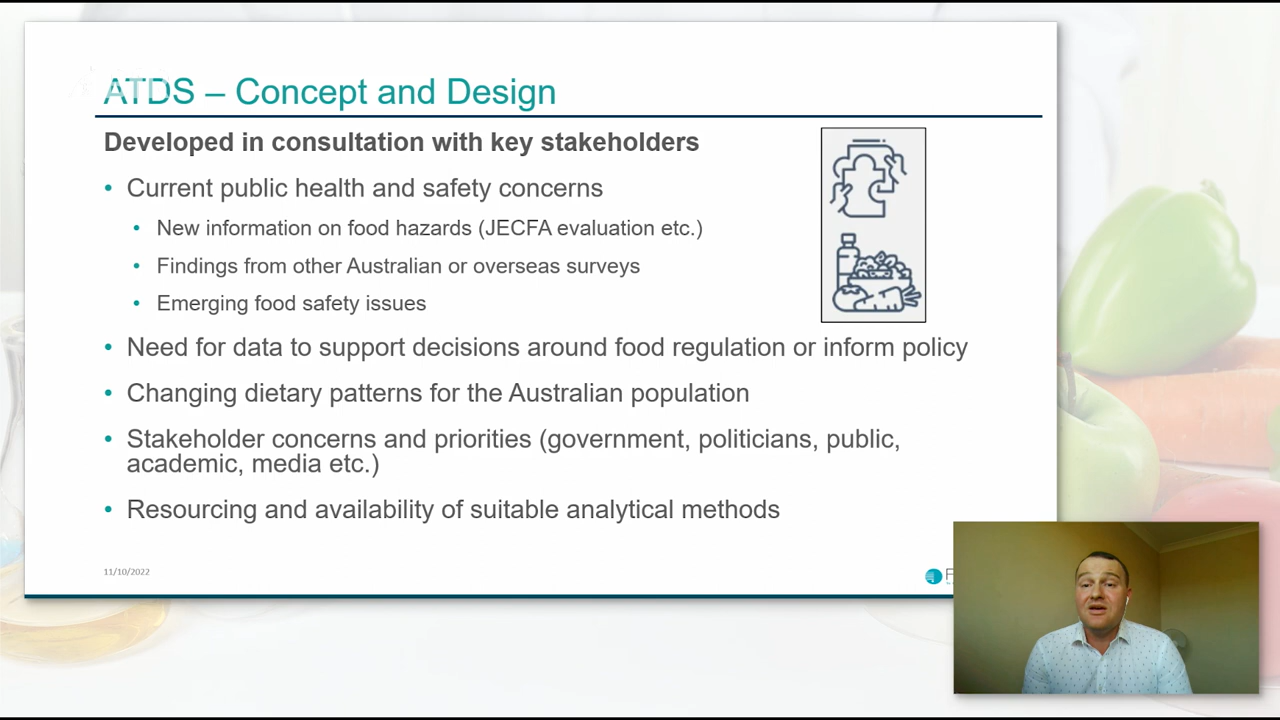 ATDS – Concept and Design
Developed in consultation with key stakeholders
• Current public health and safety concerns
• New information on food hazards (JECFA evaluation etc.)
• Findings from other Australian or overseas surveys
• Emerging food safety issues
• Need for data to support decisions around food regulation or inform policy
• Changing dietary patterns for the Australian population
• Stakeholder concerns and priorities (government, politicians, public,
academic, media etc.)
• Resourcing and availability of suitable analytical methods
11/10/2022